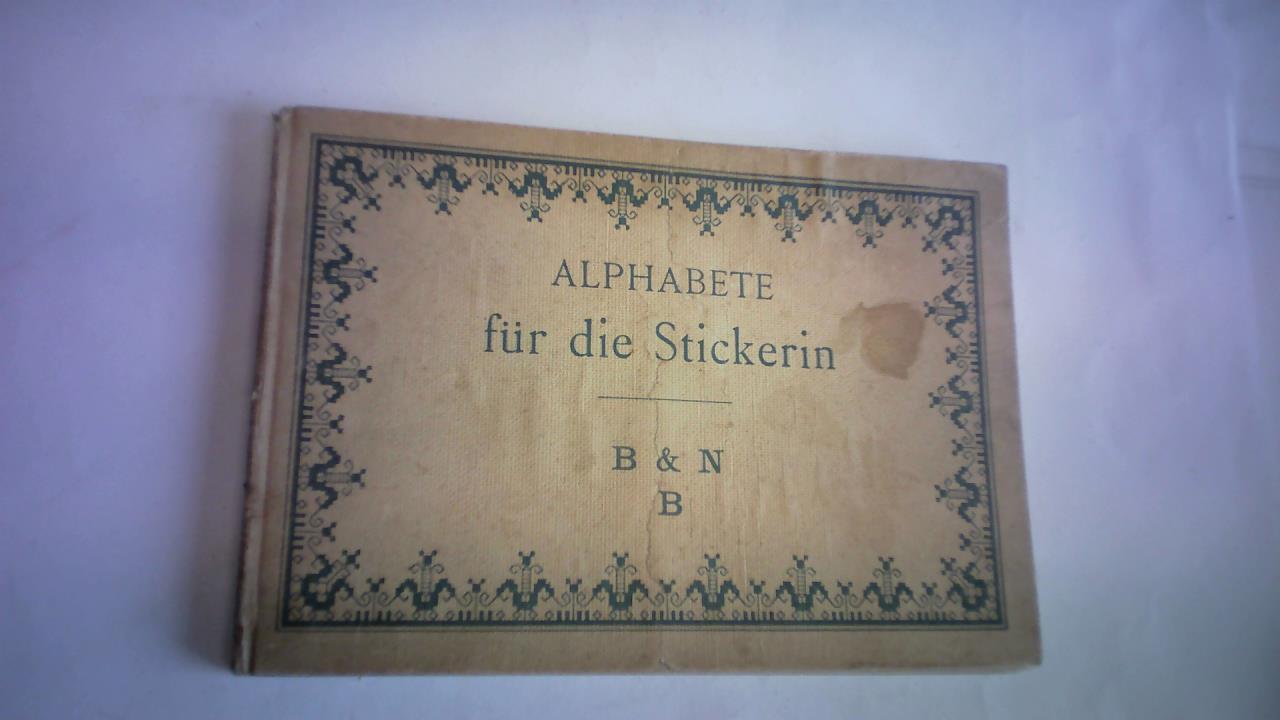 ALPHABETE
für die Stickerin
B & N
B